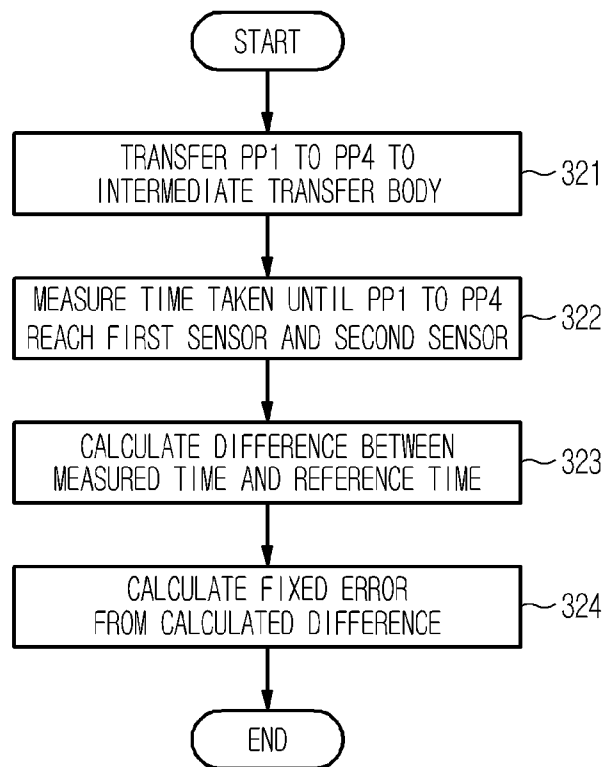 START
TRANSFER PP1 TO PP4 TO
INTERMEDIATE TRANSFER BODY
321
MEASURE TIME TAKEN UNTIL PP1 TO PP4
REACH FIRST SENSOR AND SECOND SENSOR
322
CALCULATE DIFFERENCE BETWEEN
MEASURED TIME AND REFERENCE TIME
323
CALCULATE FIXED ERROR
FROM CALCULATED DIFFERENCE
324
END